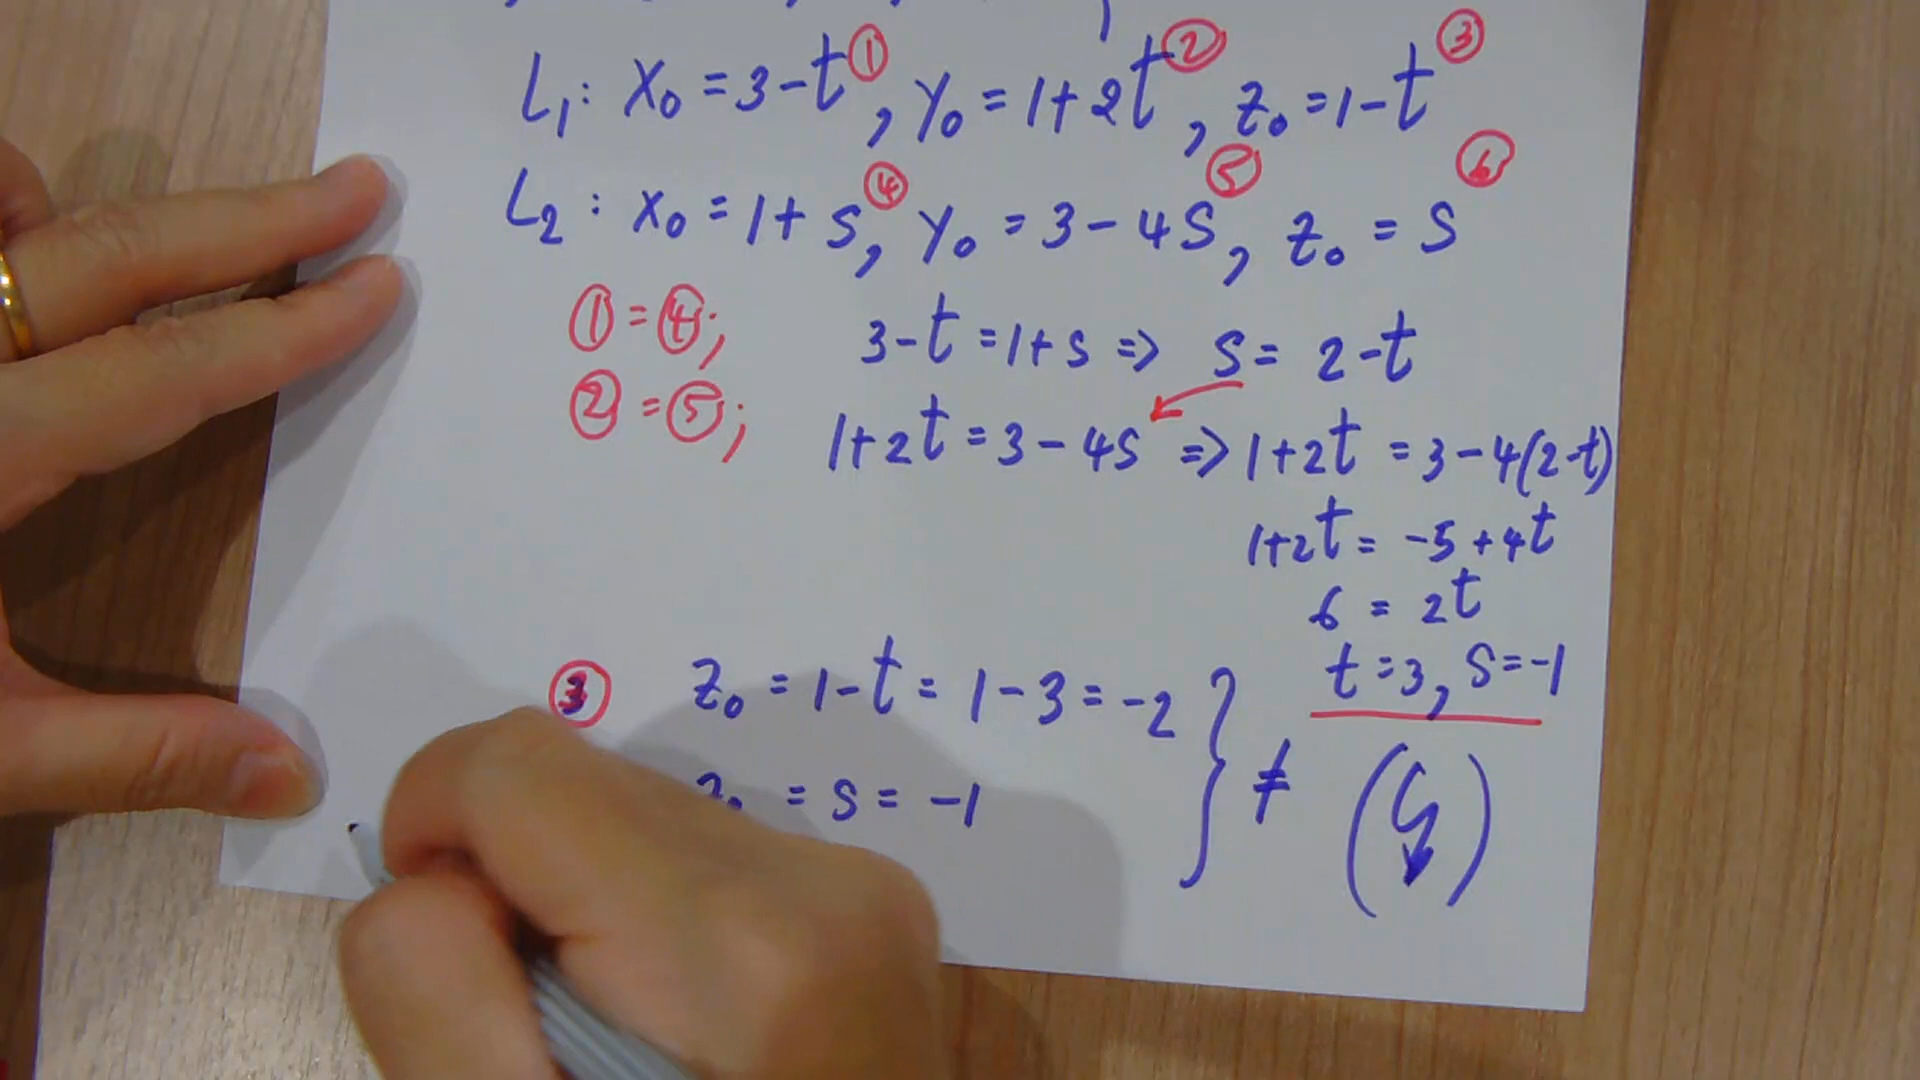 L₁: x₀ = 3-t ①, y₀ = 1+2t ②, z₀ = 1-t ③
L₂: x₀ = 1+s ④, y₀ = 3-4s ⑤, z₀ = s ⑥
① = ④; 3-t = 1+s => s = 2-t
② = ⑤; 1+2t = 3-4s => 1+2t = 3-4(2-t)
1+2t = -5+4t
6 = 2t
t = 3, s = -1
③ z₀ = 1-t = 1-3 = -2
z₀ = s = -1 } ≠